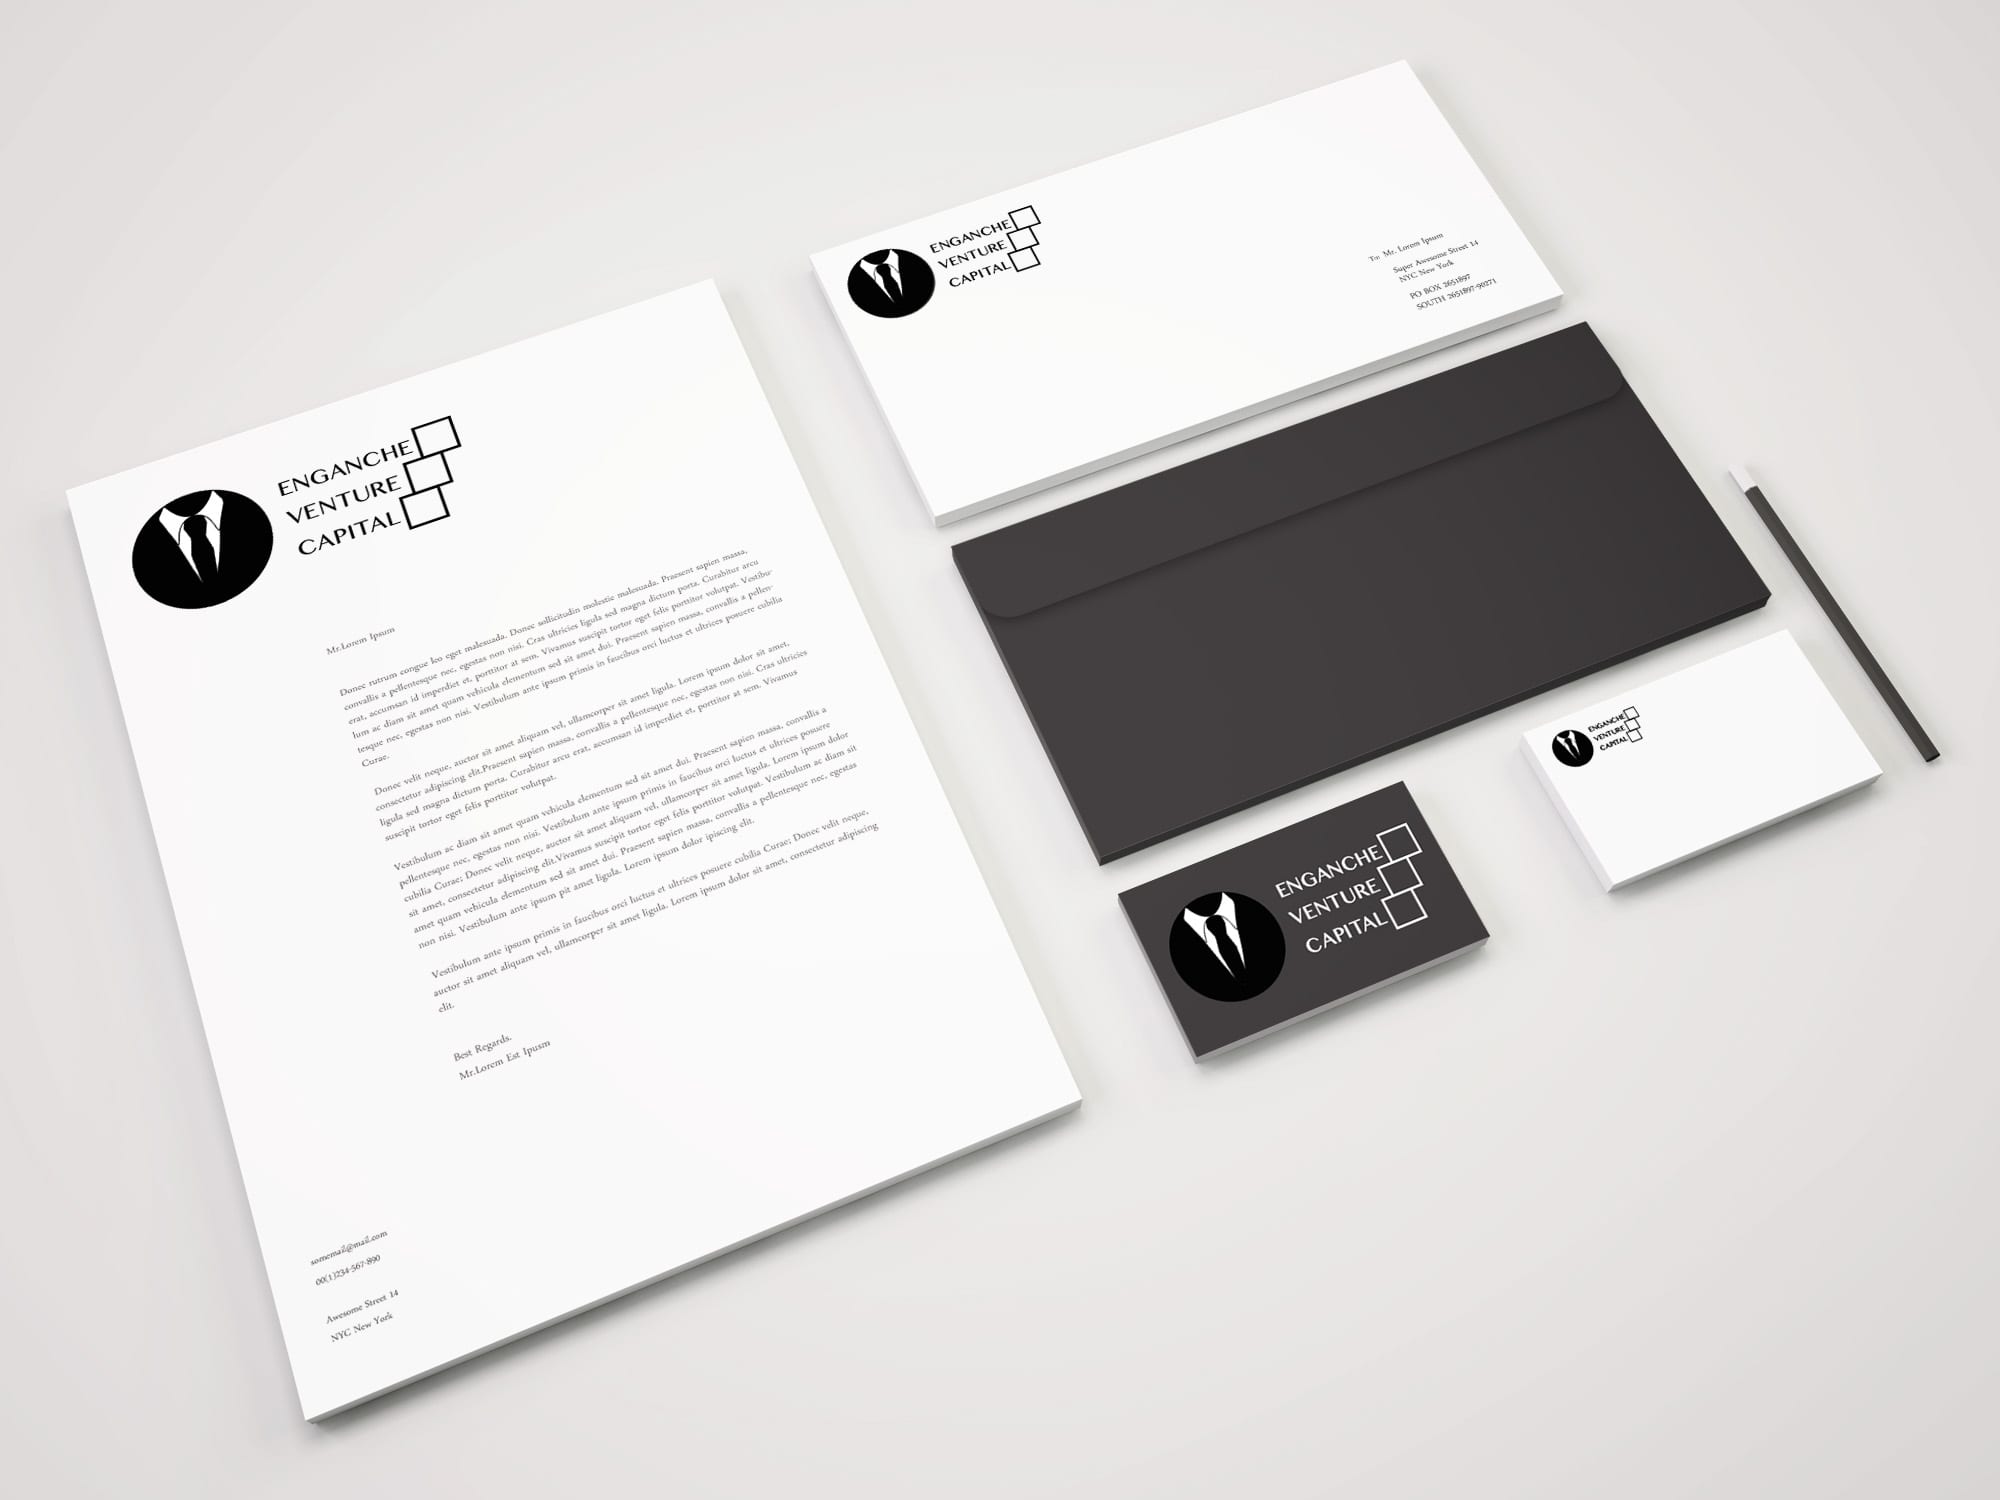 ENGANCHE
VENTURE
CAPITAL
Mr.Lorem Ipsum
Donec rutrum congue leo eget malesuada. Donec sollicitudin molestie malesuada. Praesent sapien massa,
convallis a pellentesque nec, egestas non nisi. Cras ultricies ligula sed magna dictum porta. Curabitur arcu
erat, accumsan id imperdiet et, porttitor at sem. Vivamus suscipit tortor eget felis porttitor volutpat. Vestibu-
lum ac diam sit amet quam vehicula elementum sed sit amet dui. Praesent sapien massa, convallis a pellen-
tesque nec, egestas non nisi. Vestibulum ante ipsum primis in faucibus orci luctus et ultrices posuere cubilia
Curae.
Donec velit neque, auctor sit amet aliquam vel, ullamcorper sit amet ligula. Lorem ipsum dolor sit amet,
consectetur adipiscing elit.Praesent sapien massa, convallis a pellentesque nec, egestas non nisi. Cras ultricies
ligula sed magna dictum porta. Curabitur arcu erat, accumsan id imperdiet et, porttitor at sem. Vivamus
suscipit tortor eget felis porttitor volutpat.
Vestibulum ac diam sit amet quam vehicula elementum sed sit amet dui. Praesent sapien massa, convallis a
pellentesque nec, egestas non nisi. Vestibulum ante ipsum primis in faucibus orci luctus et ultrices posuere
cubilia Curae; Donec velit neque, auctor sit amet aliquam vel, ullamcorper sit amet ligula. Lorem ipsum dolor
sit amet, consectetur adipiscing elit.Vivamus suscipit tortor eget felis porttitor volutpat. Vestibulum ac diam sit
amet quam vehicula elementum sed sit amet dui. Praesent sapien massa, convallis a pellentesque nec, egestas
non nisi. Vestibulum ante ipsum pit amet ligula. Lorem ipsum dolor ipiscing elit.
Vestibulum ante ipsum primis in faucibus orci luctus et ultrices posuere cubilia Curae; Donec velit neque,
auctor sit amet aliquam vel, ullamcorper sit amet ligula. Lorem ipsum dolor sit amet, consectetur adipiscing
elit.
Best Regards.
Mr.Lorem Est Ipusm
somemail@mail.com
00(1)234-567-890
Awesome Street 14
NYC New York
ENGANCHE
VENTURE
CAPITAL
To: Mr. Lorem Ipsum
Super Awesome Street 14
NYC New York
PO BOX 2651897
SOUTH 2651897-90271
ENGANCHE
VENTURE
CAPITAL
ENGANCHE
VENTURE
CAPITAL